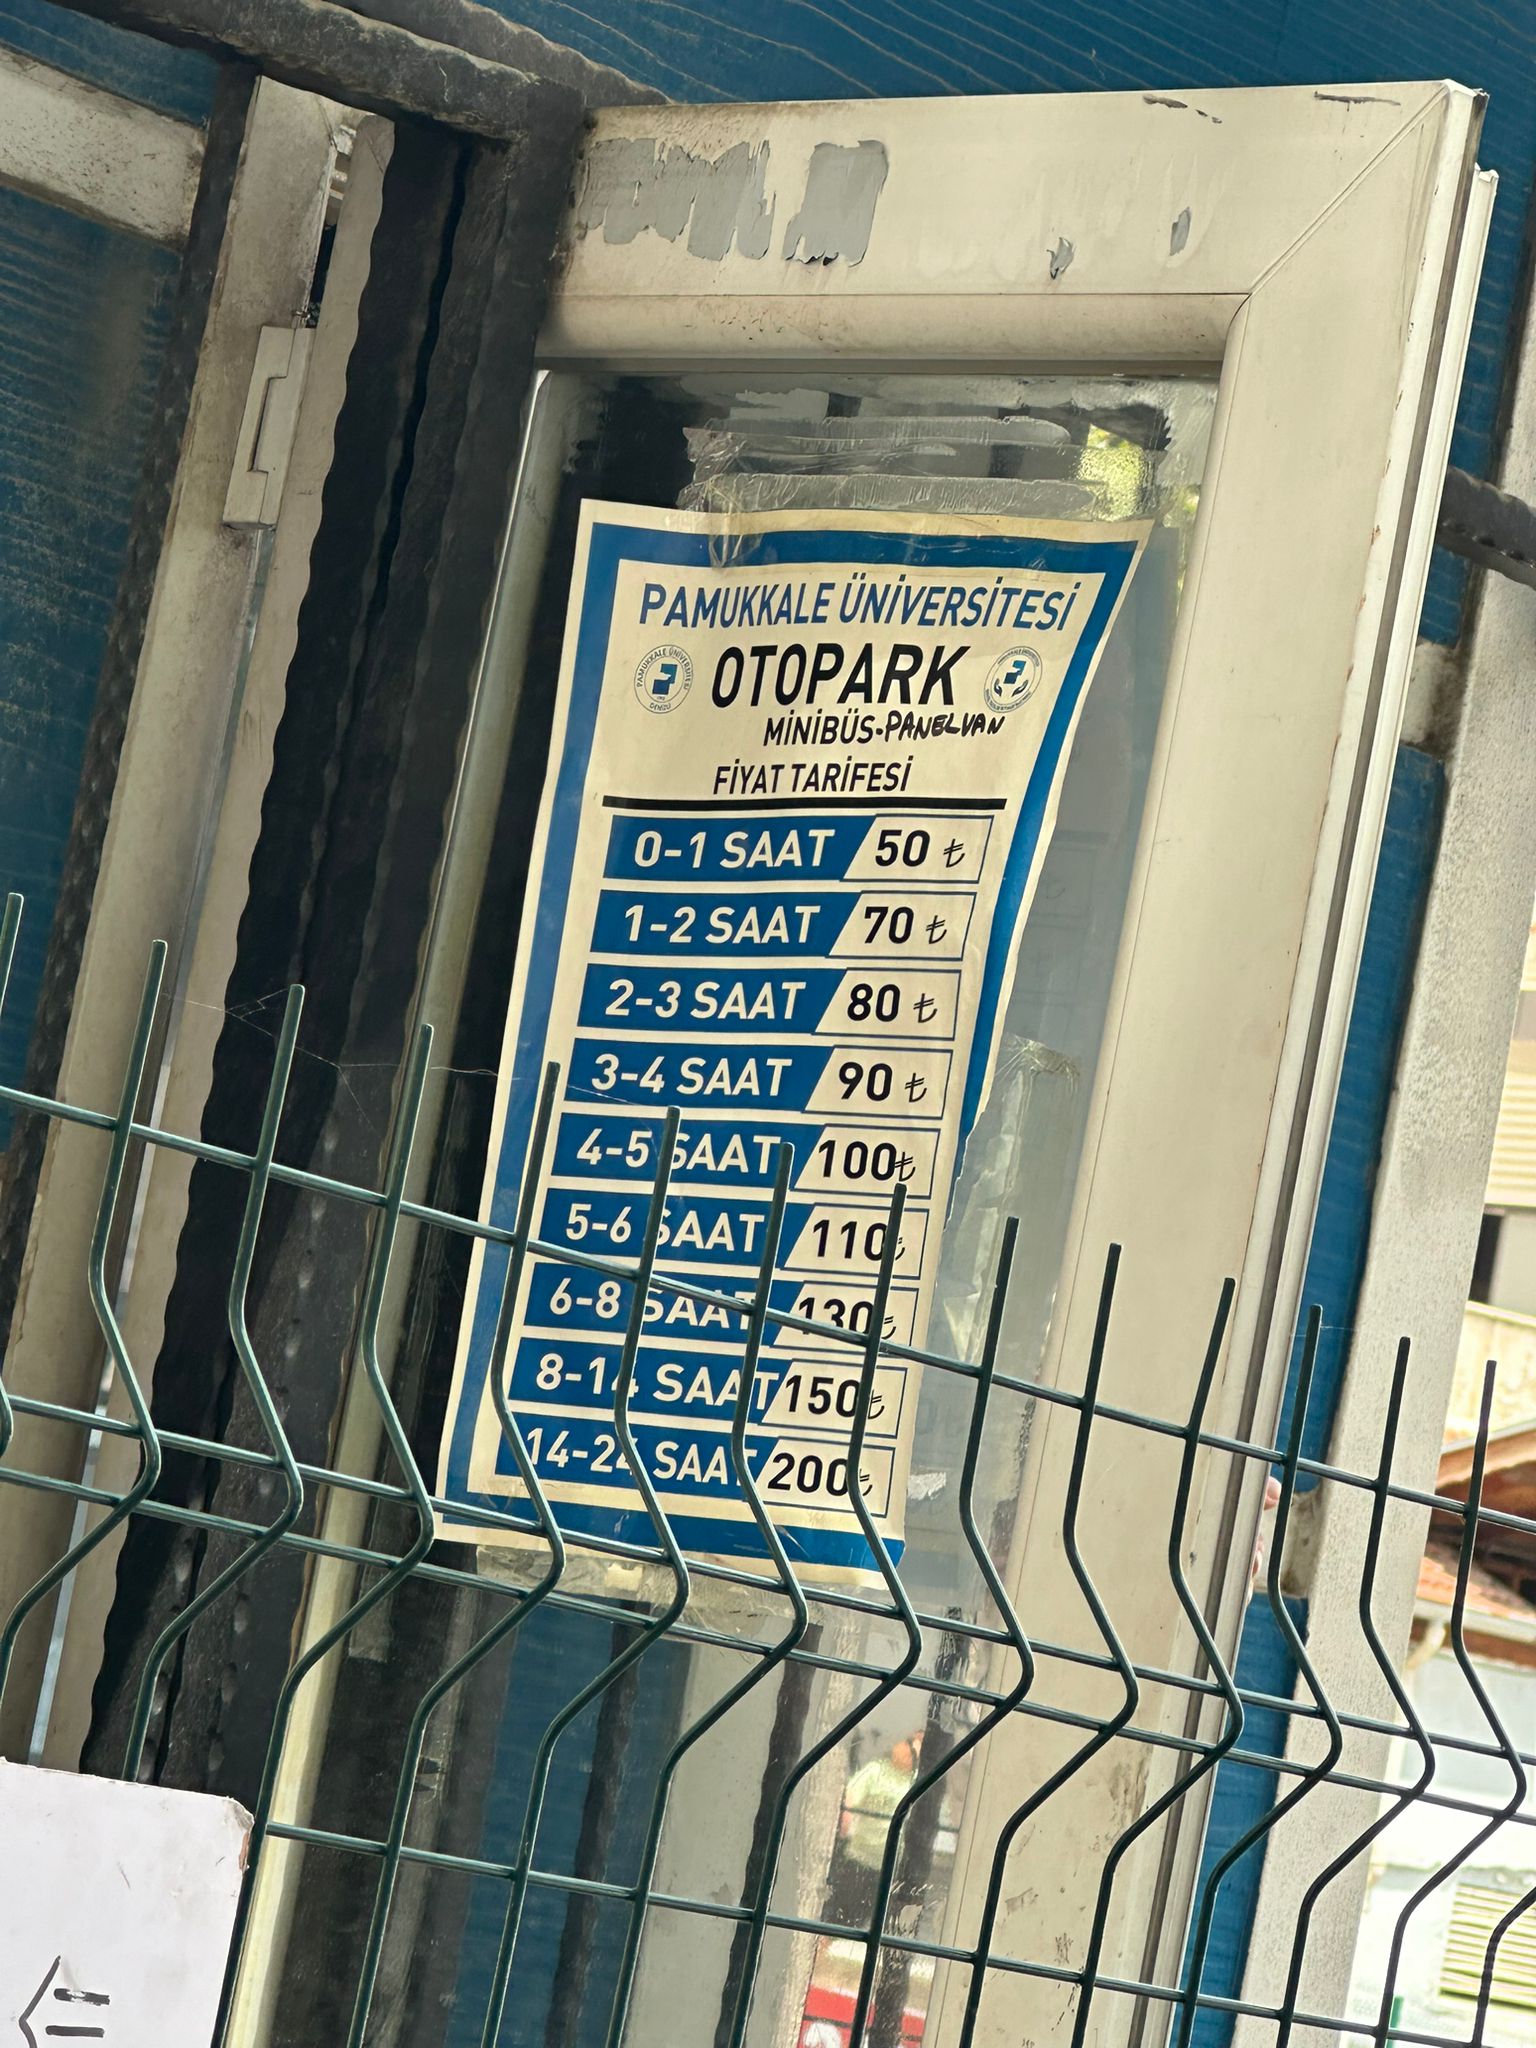 PAMUKKALE ÜNİVERSİTESİ
OTOPARK
MİNİBÜS-PANELVAN
FİYAT TARİFESİ
0-1 SAAT 50 ₺
1-2 SAAT 70 ₺
2-3 SAAT 80 ₺
3-4 SAAT 90 ₺
4-5 SAAT 100₺
5-6 SAAT 110₺
6-8 SAAT 130₺
8-14 SAAT 150₺
14-24 SAAT 200₺